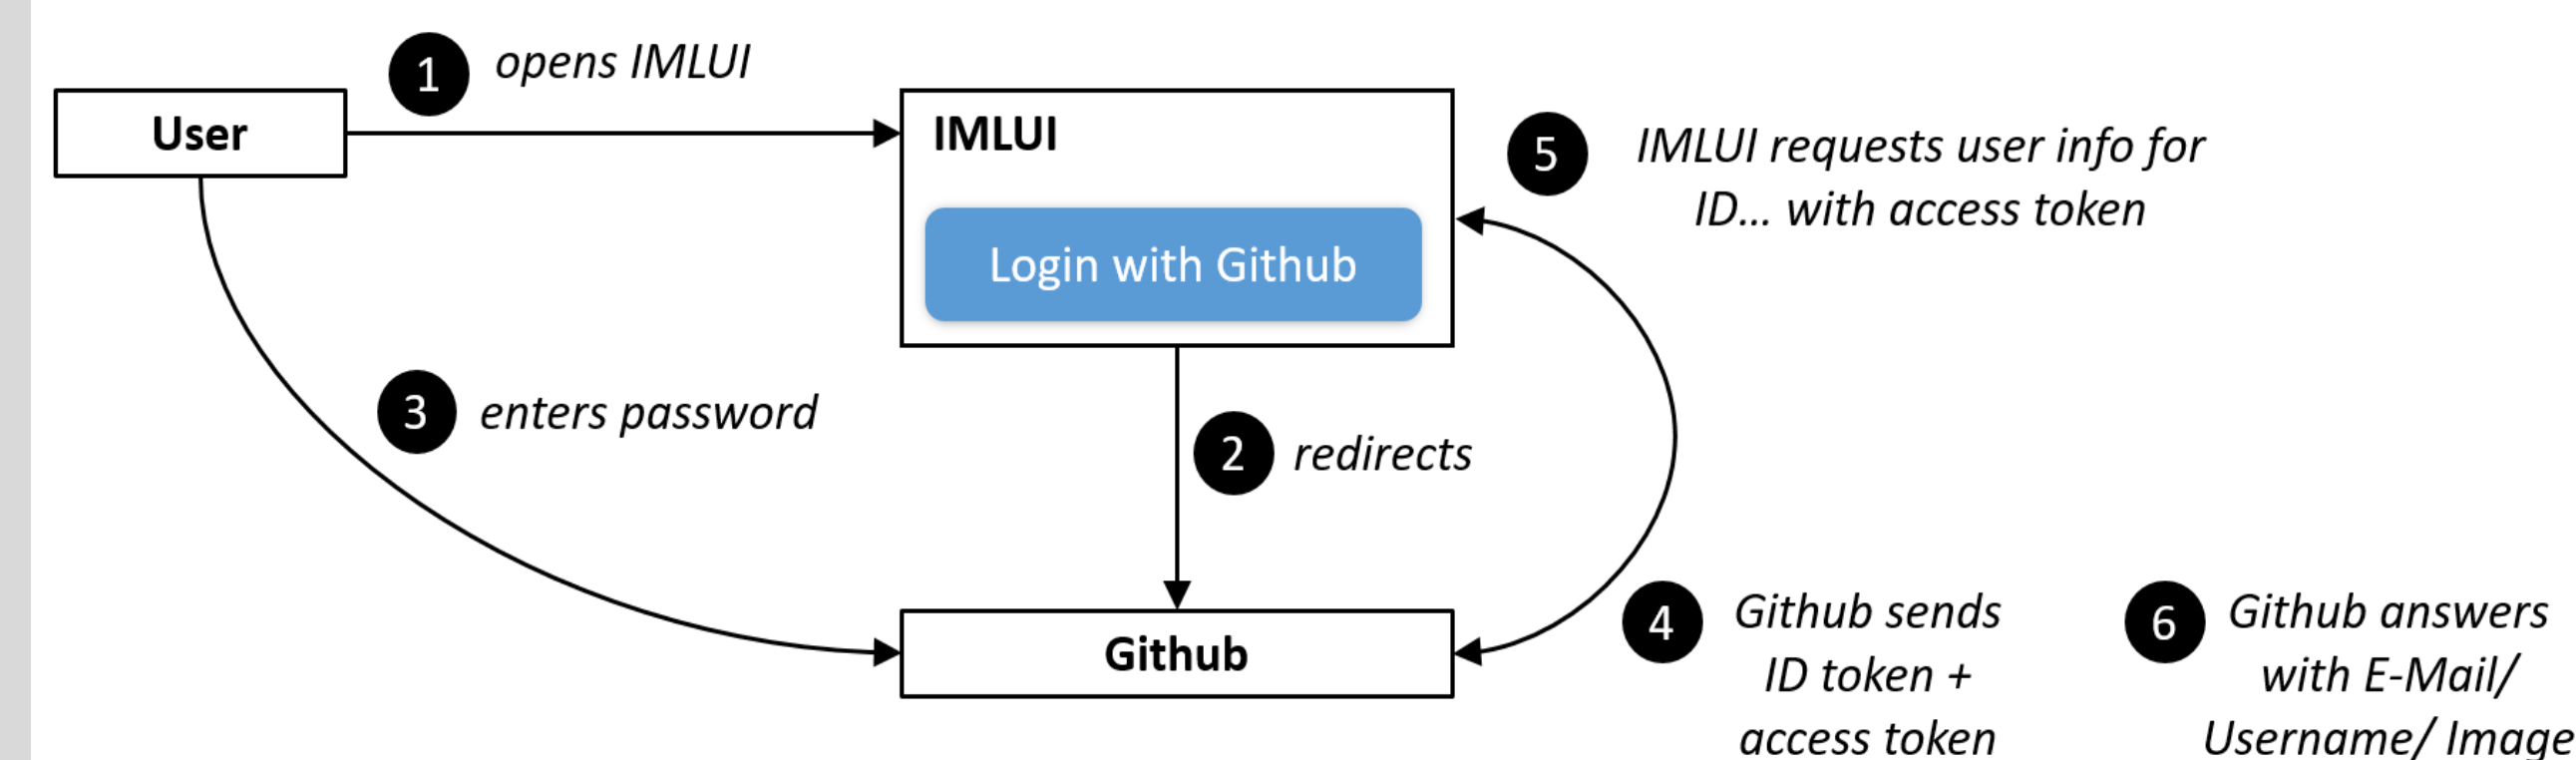 1 opens IMLUI
User
IMLUI
Login with Github
5 IMLUI requests user info for
ID... with access token
3 enters password
2 redirects
Github
4 Github sends
ID token +
access token
6 Github answers
with E-Mail/
Username/ Image